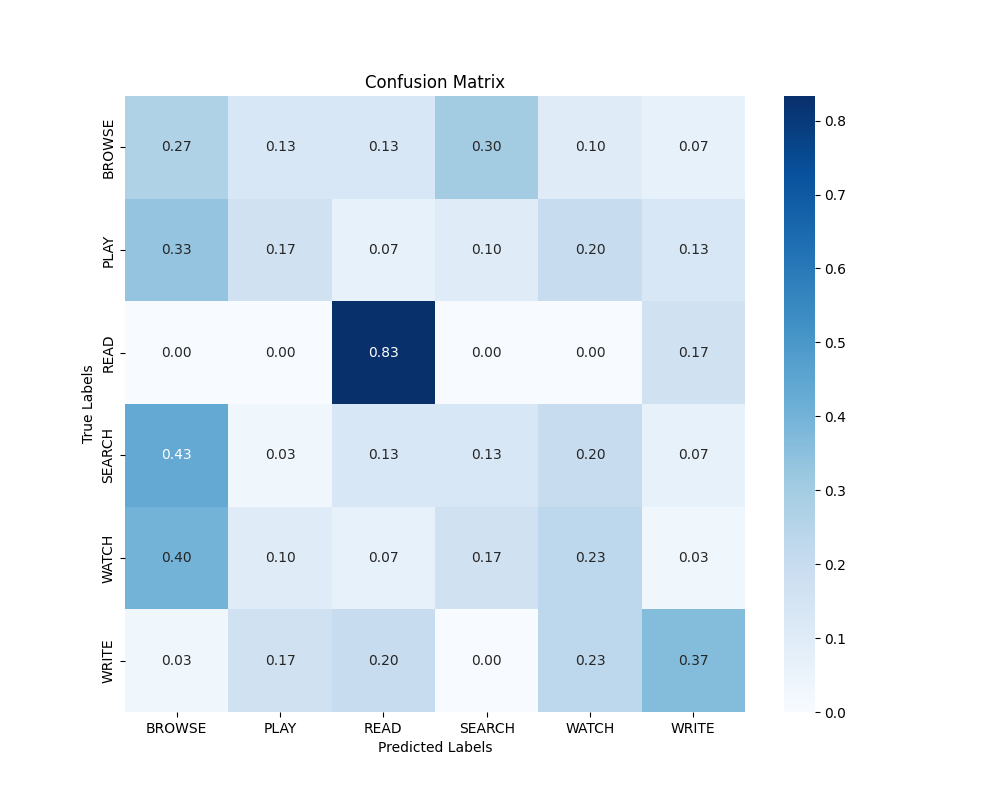 Confusion Matrix
BROWSE 0.27 0.13 0.13 0.30 0.10 0.07
PLAY 0.33 0.17 0.07 0.10 0.20 0.13
READ 0.00 0.00 0.83 0.00 0.00 0.17
SEARCH 0.43 0.03 0.13 0.13 0.20 0.07
WATCH 0.40 0.10 0.07 0.17 0.23 0.03
WRITE 0.03 0.17 0.20 0.00 0.23 0.37
BROWSE PLAY READ SEARCH WATCH WRITE
Predicted Labels
True Labels
0.8
0.7
0.6
0.5
0.4
0.3
0.2
0.1
0.0